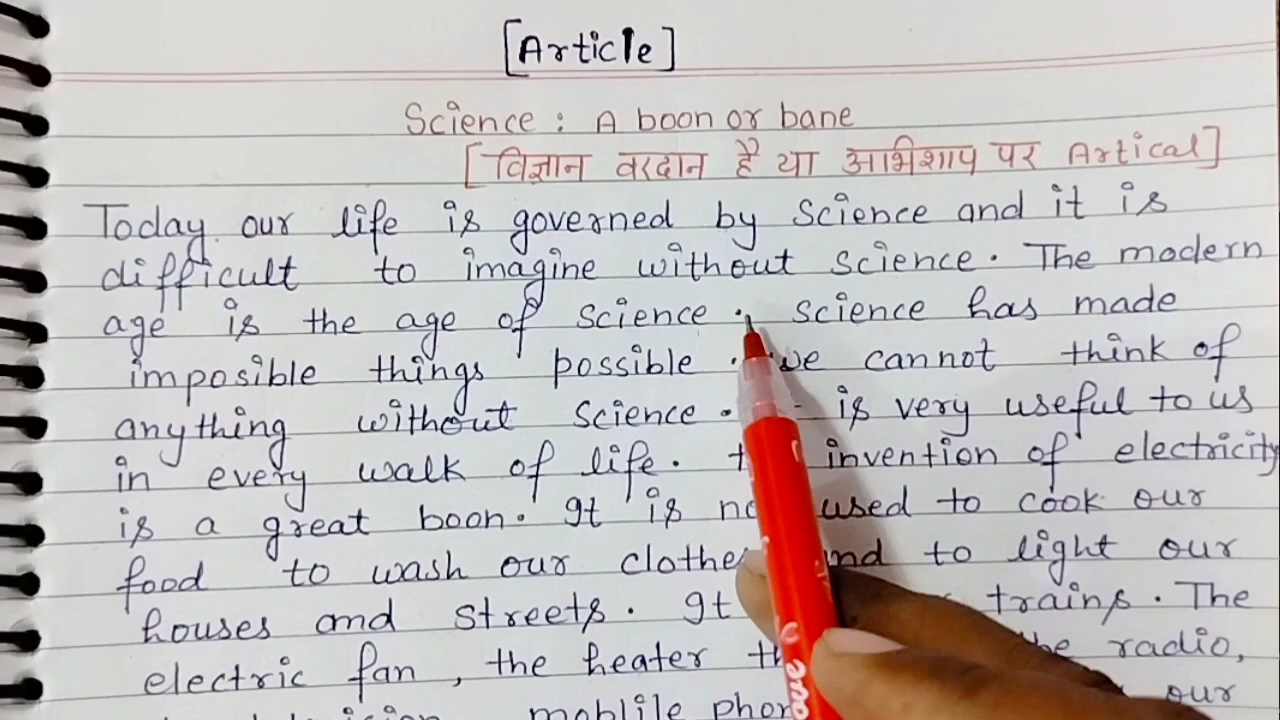 [Article]
Science : A boon or bane
[विज्ञान वरदान है या आभिशाप पर Artical]
Today our life is governed by Science and it is
difficult to imagine without science. The modern
age is the age of science. science has made
imposible things possible. we cannot think of
anything without science. is very useful to us
in every walk of life. invention of electricity
is a great boon. It is used to cook our
food to wash our clothes and to light our
houses and streets. It trains. The
electric fan, the heater radio,
moblile our